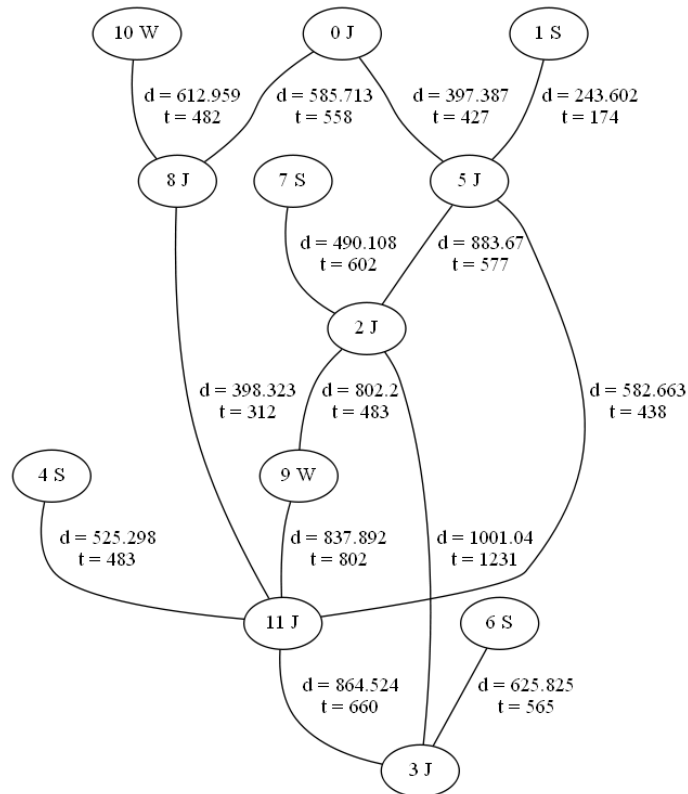 10 W
0 J
1 S
d = 612.959
t = 482
d = 585.713
t = 558
d = 397.387
t = 427
d = 243.602
t = 174
8 J
7 S
5 J
d = 490.108
t = 602
d = 883.67
t = 577
2 J
d = 398.323
t = 312
d = 802.2
t = 483
d = 582.663
t = 438
4 S
9 W
d = 525.298
t = 483
d = 837.892
t = 802
d = 1001.04
t = 1231
11 J
6 S
d = 864.524
t = 660
d = 625.825
t = 565
3 J